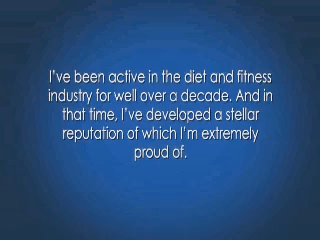 I've been active in the diet and fitness
industry for well over a decade. And in
that time, I've developed a stellar
reputation of which I'm extremely
proud of.